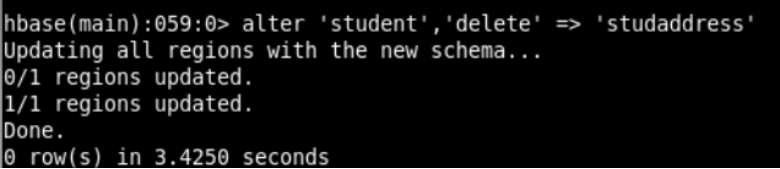 hbase(main):059:0> alter 'student','delete' => 'studaddress'
Updating all regions with the new schema...
0/1 regions updated.
1/1 regions updated.
Done.
0 row(s) in 3.4250 seconds